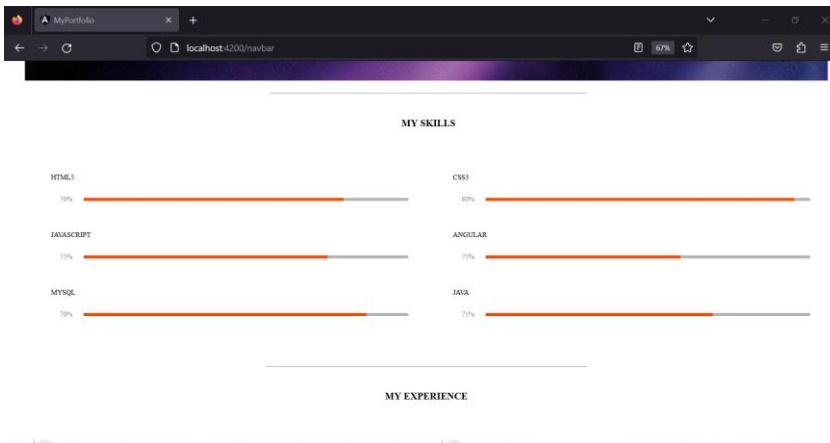 MyPortfolio
localhost:4200/navbar
67%
MY SKILLS
HTML5
CSS3
70%
80%
JAVASCRIPT
ANGULAR
75%
75%
MYSQL
JAVA
70%
75%
MY EXPERIENCE